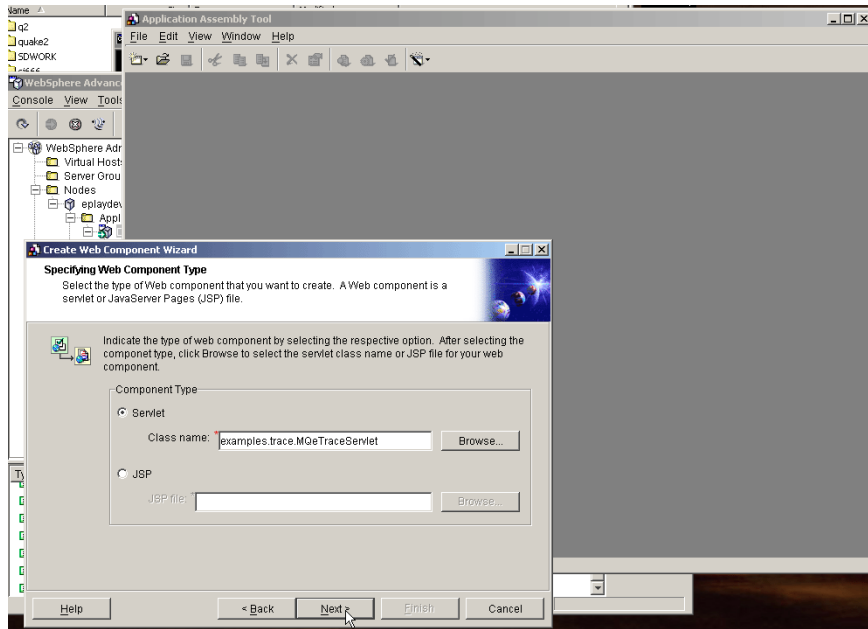 Name
q2
quake2
SDWORK
Application Assembly Tool
File Edit View Window Help
WebSphere Advanc
Console View Tools
WebSphere Adr
Virtual Hosts
Server Grou
Nodes
eplaydev
Appl
Create Web Component Wizard
Specifying Web Component Type
Select the type of Web component that you want to create. A Web component is a
servlet or JavaServer Pages (JSP) file.
Indicate the type of web component by selecting the respective option. After selecting the
componet type, click Browse to select the servlet class name or JSP file for your web
component.
Component Type
Servlet
Class name: *examples.trace.MQeTraceServlet Browse...
JSP
JSP file: * Browse...
Ty
Help < Back Next > Finish Cancel